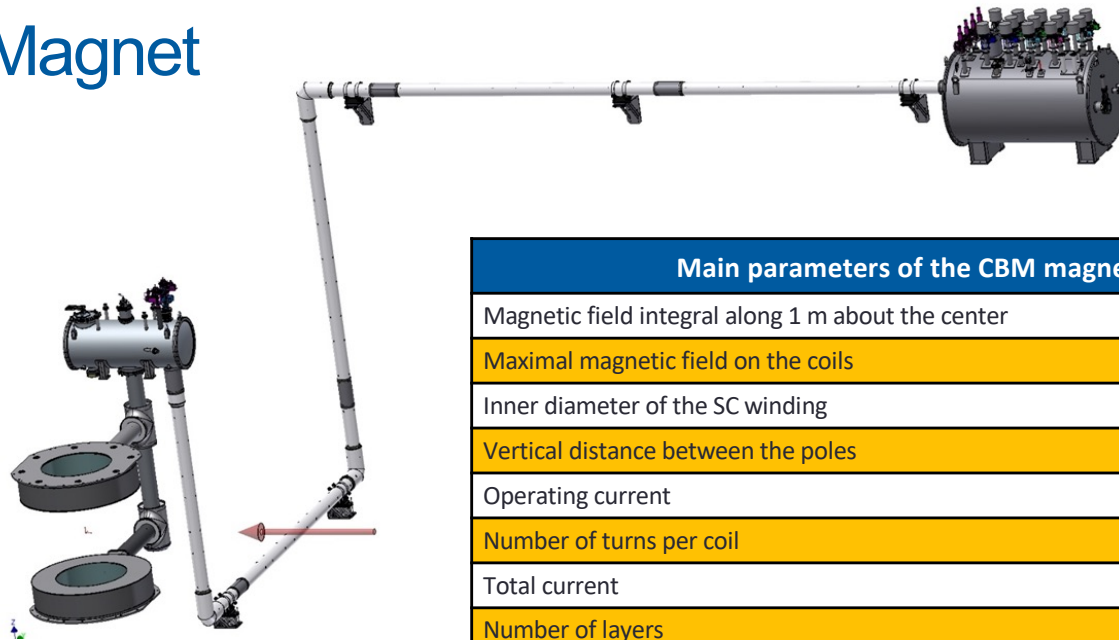 Magnet
Main parameters of the CBM magne
Magnetic field integral along 1 m about the center
Maximal magnetic field on the coils
Inner diameter of the SC winding
Vertical distance between the poles
Operating current
Number of turns per coil
Total current
Number of layers